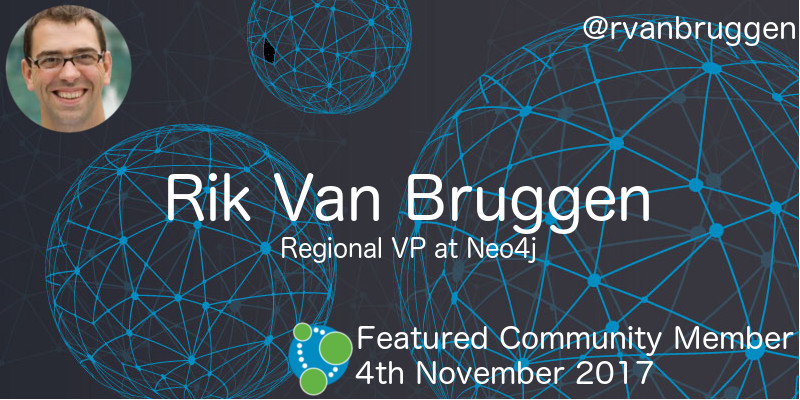 @rvanbruggen
Rik Van Bruggen
Regional VP at Neo4j
Featured Community Member
4th November 2017